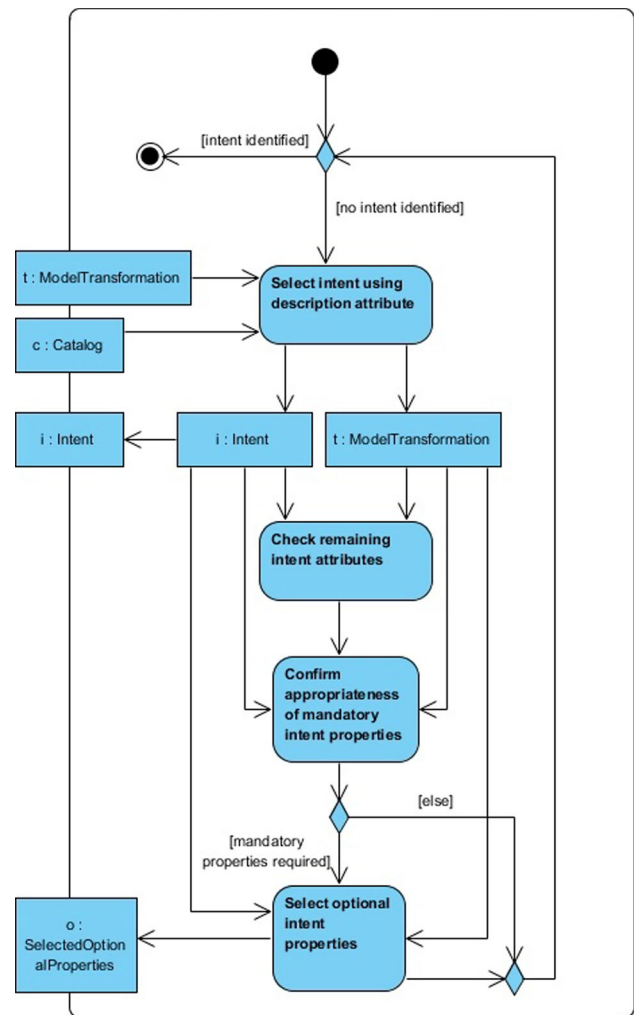 [intent identified]
[no intent identified]
t : ModelTransformation
Select intent using
description attribute
c : Catalog
i : Intent
i : Intent
t : ModelTransformation
Check remaining
intent attributes
Confirm
appropriateness
of mandatory
intent properties
[else]
[mandatory
properties required]
Select optional
intent
properties
o :
SelectedOption
alProperties